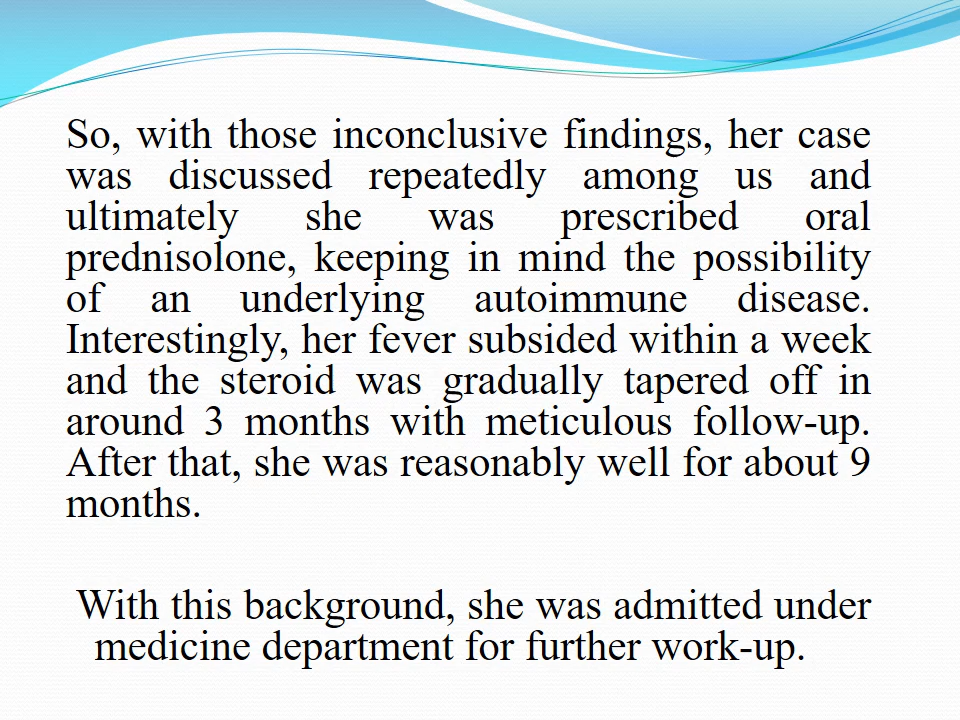 So, with those inconclusive findings, her case
was discussed repeatedly among us and
ultimately she was prescribed oral
prednisolone, keeping in mind the possibility
of an underlying autoimmune disease.
Interestingly, her fever subsided within a week
and the steroid was gradually tapered off in
around 3 months with meticulous follow-up.
After that, she was reasonably well for about 9
months.
With this background, she was admitted under
medicine department for further work-up.